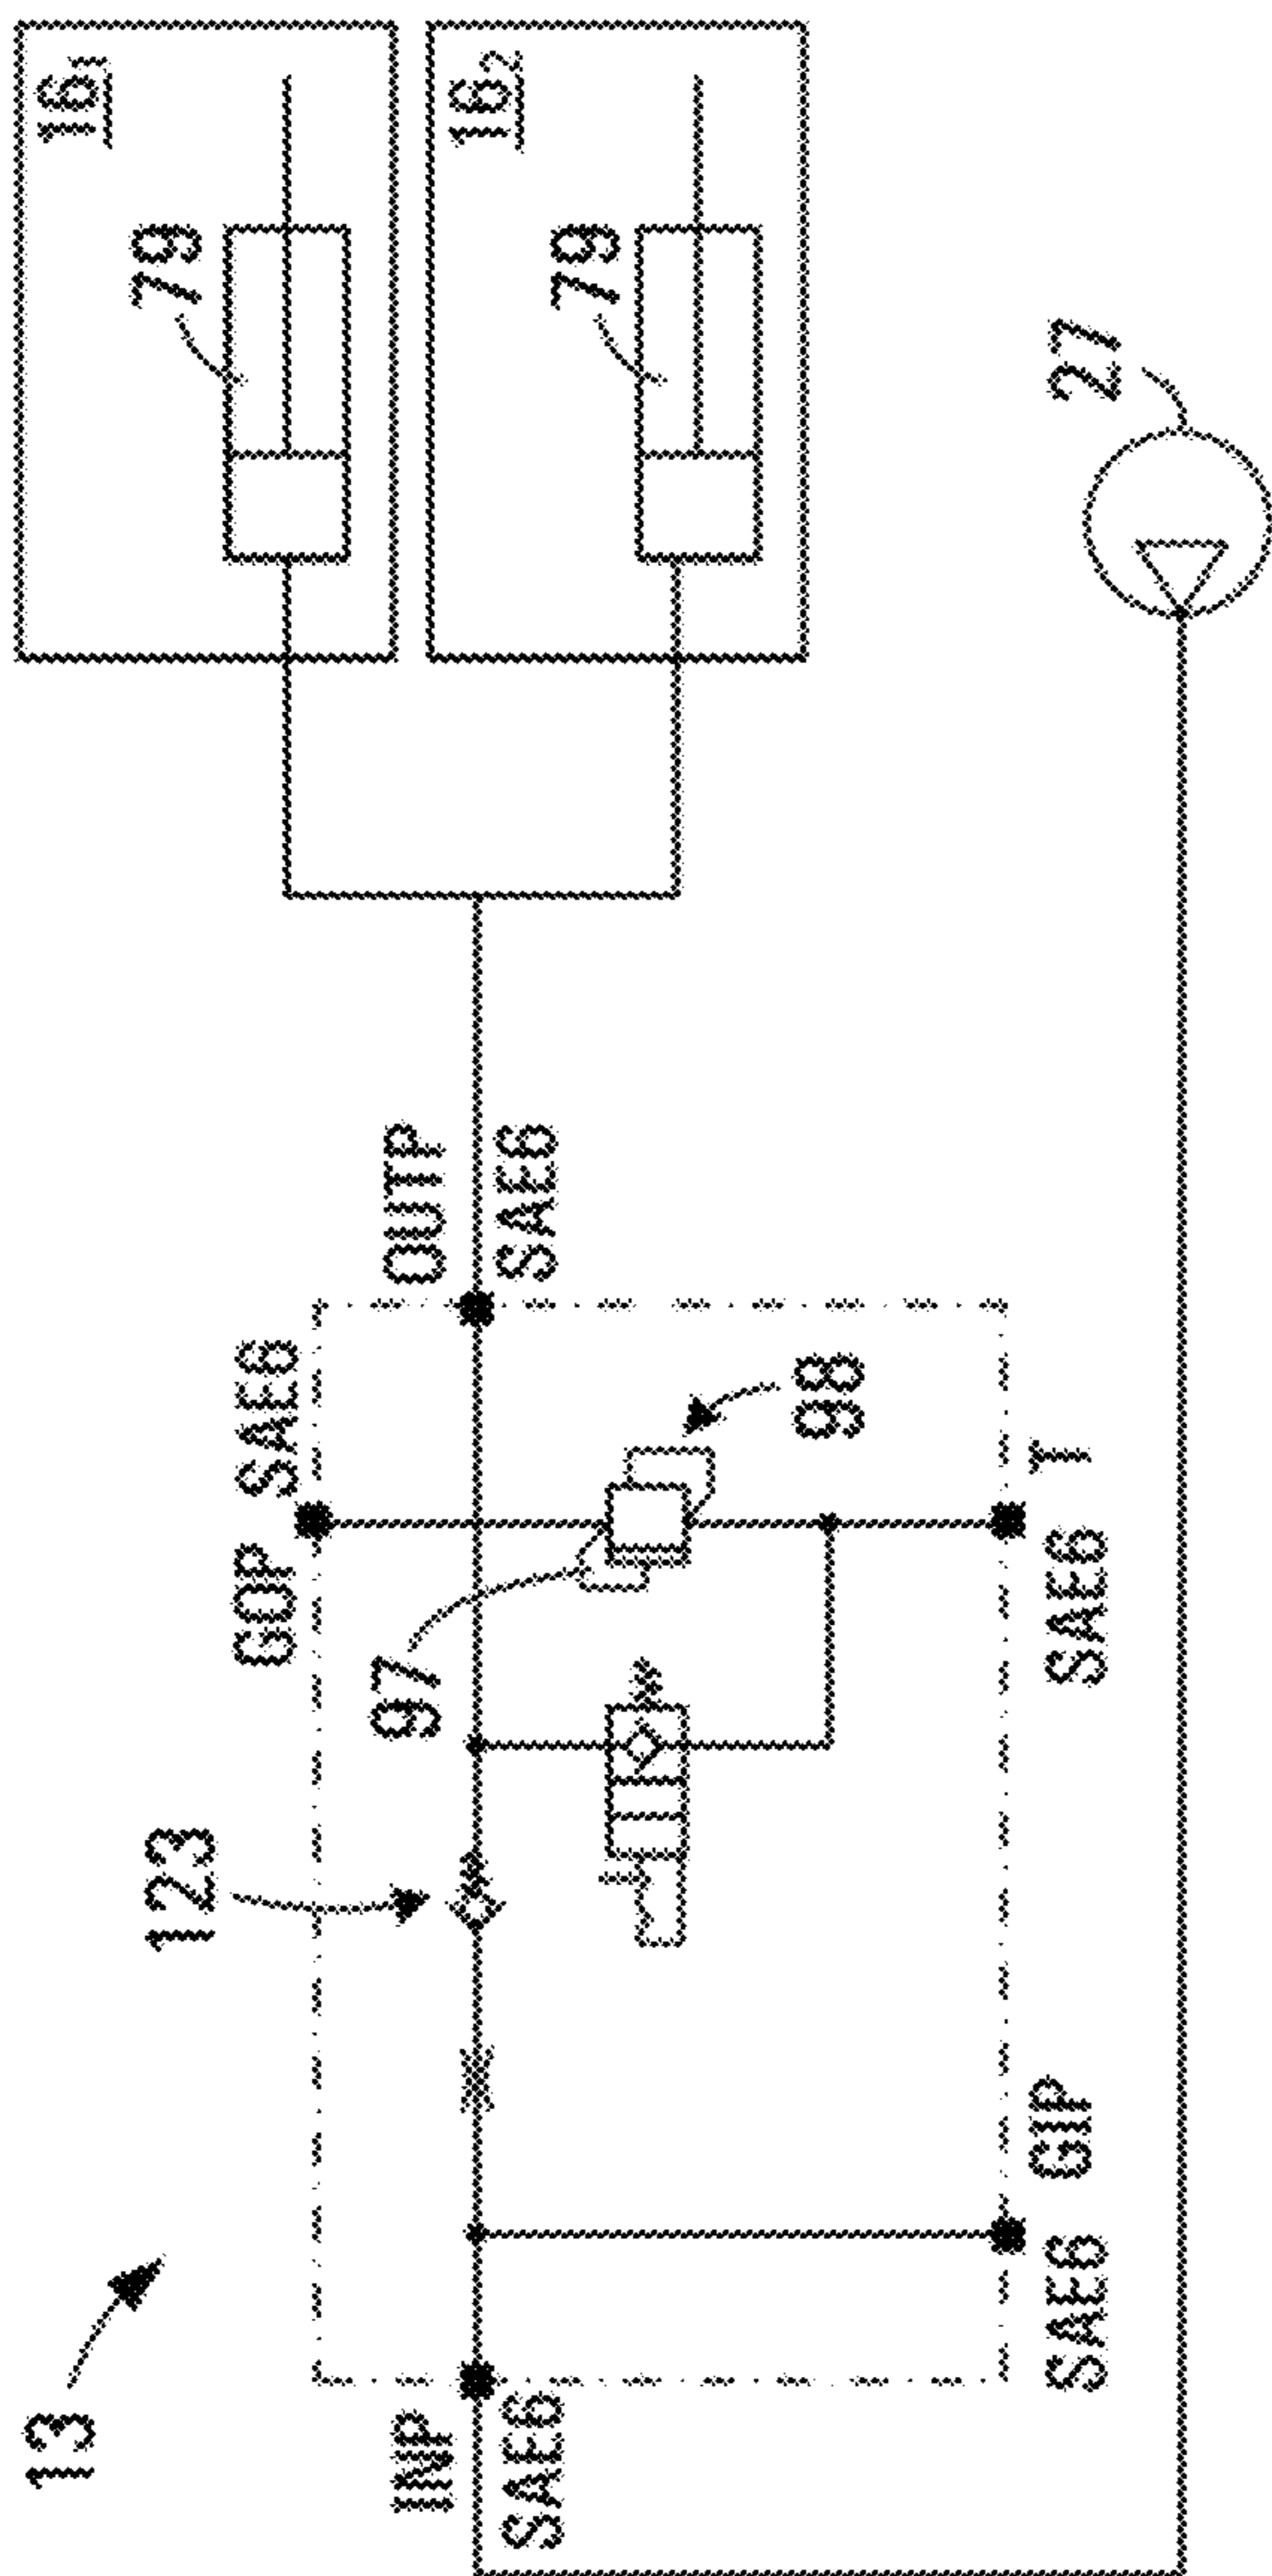 13
16₁
123
79
GOP SAE6
97
INP
OUTP
16₂
SAE6
SAE6
79
98
GIP
T
SAE6
SAE6
27